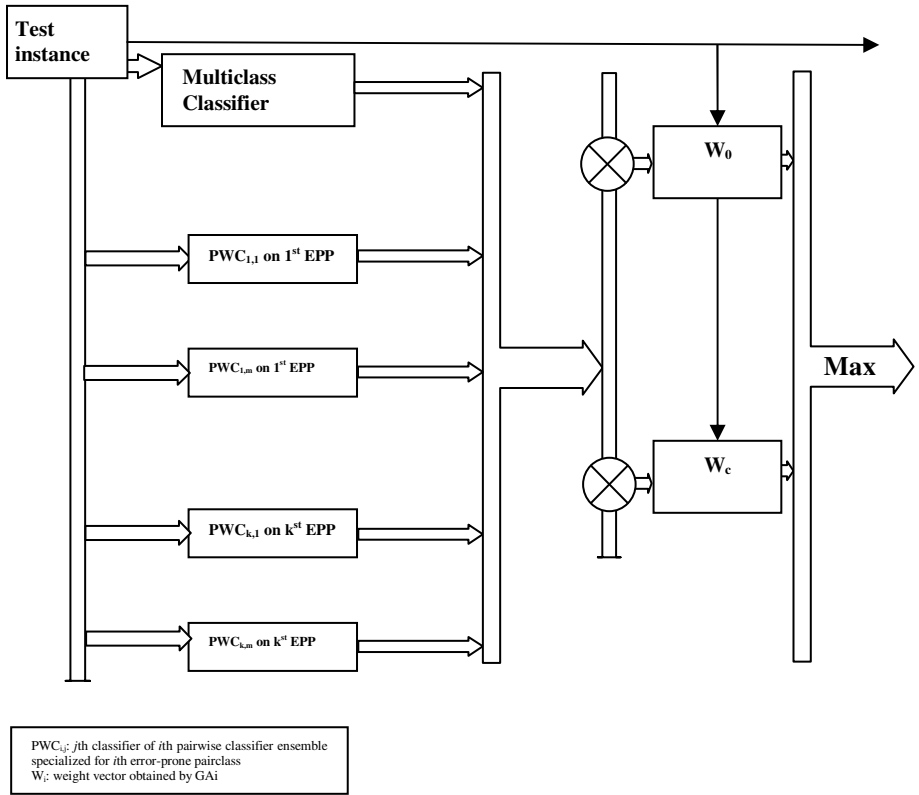 Test
instance
Multiclass
Classifier
W₀
PWC₁,₁ on 1ˢᵗ EPP
PWC₁,ₘ on 1ˢᵗ EPP
Max
W_c
PWCₖ,₁ on kˢᵗ EPP
PWCₖ,ₘ on kˢᵗ EPP
PWCᵢ,ⱼ: jth classifier of ith pairwise classifier ensemble
specialized for ith error-prone pairclass
Wᵢ: weight vector obtained by GAi